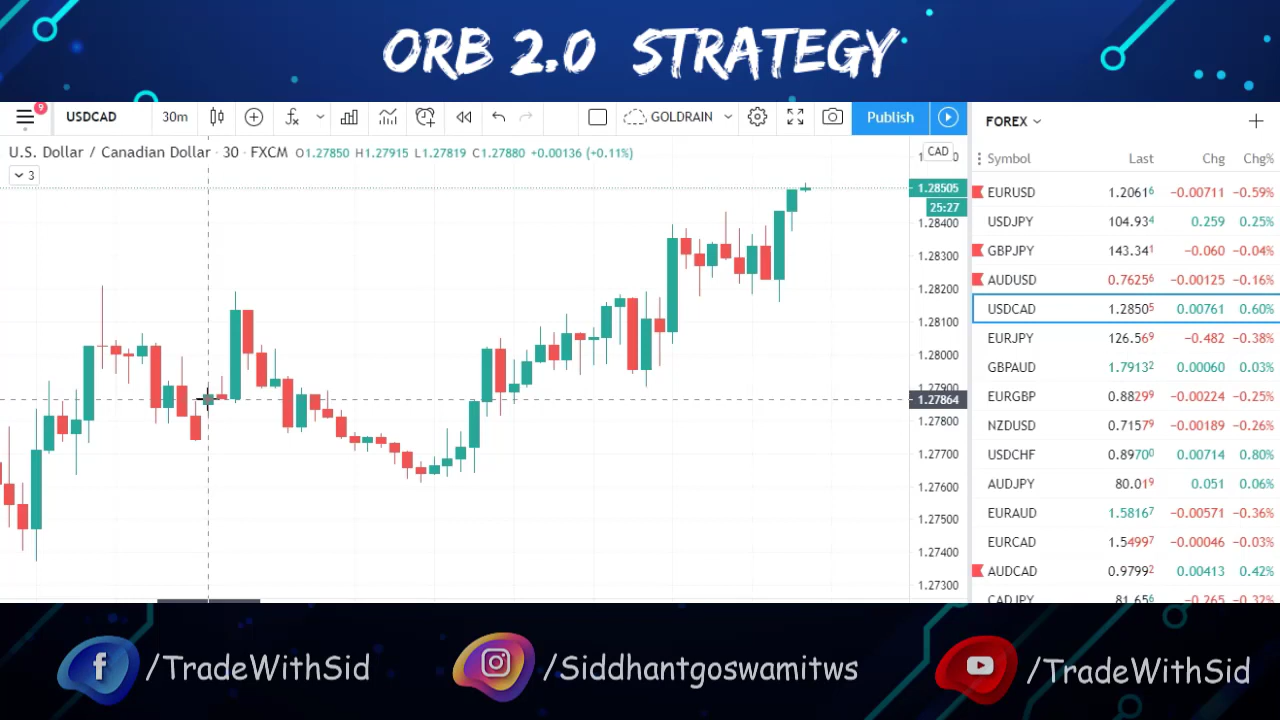 ORB 2.0 STRATEGY
9
USDCAD 30m GOLDRAIN Publish
FOREX
U.S. Dollar / Canadian Dollar · 30 · FXCM O1.27850 H1.27915 L1.27819 C1.27880 +0.00136 (+0.11%)
3
CAD
1.28505
25:27
1.28400
1.28300
1.28200
1.28100
1.28000
1.27900
1.27864
1.27800
1.27700
1.27600
1.27500
1.27400
1.27300
Symbol Last Chg Chg%
EURUSD 1.20616 −0.00711 −0.59%
USDJPY 104.934 0.259 0.25%
GBPJPY 143.341 −0.060 −0.04%
AUDUSD 0.76256 −0.00125 −0.16%
USDCAD 1.28505 0.00761 0.60%
EURJPY 126.569 −0.482 −0.38%
GBPAUD 1.79132 0.00060 0.03%
EURGBP 0.88299 −0.00224 −0.25%
NZDUSD 0.71579 −0.00189 −0.26%
USDCHF 0.89700 0.00714 0.80%
AUDJPY 80.019 0.051 0.06%
EURAUD 1.58167 −0.00571 −0.36%
EURCAD 1.54997 −0.00046 −0.03%
AUDCAD 0.97992 0.00413 0.42%
CADJPY 81.656 −0.265 −0.32%
/TradeWithSid
/Siddhantgoswamitws
/TradeWithSid